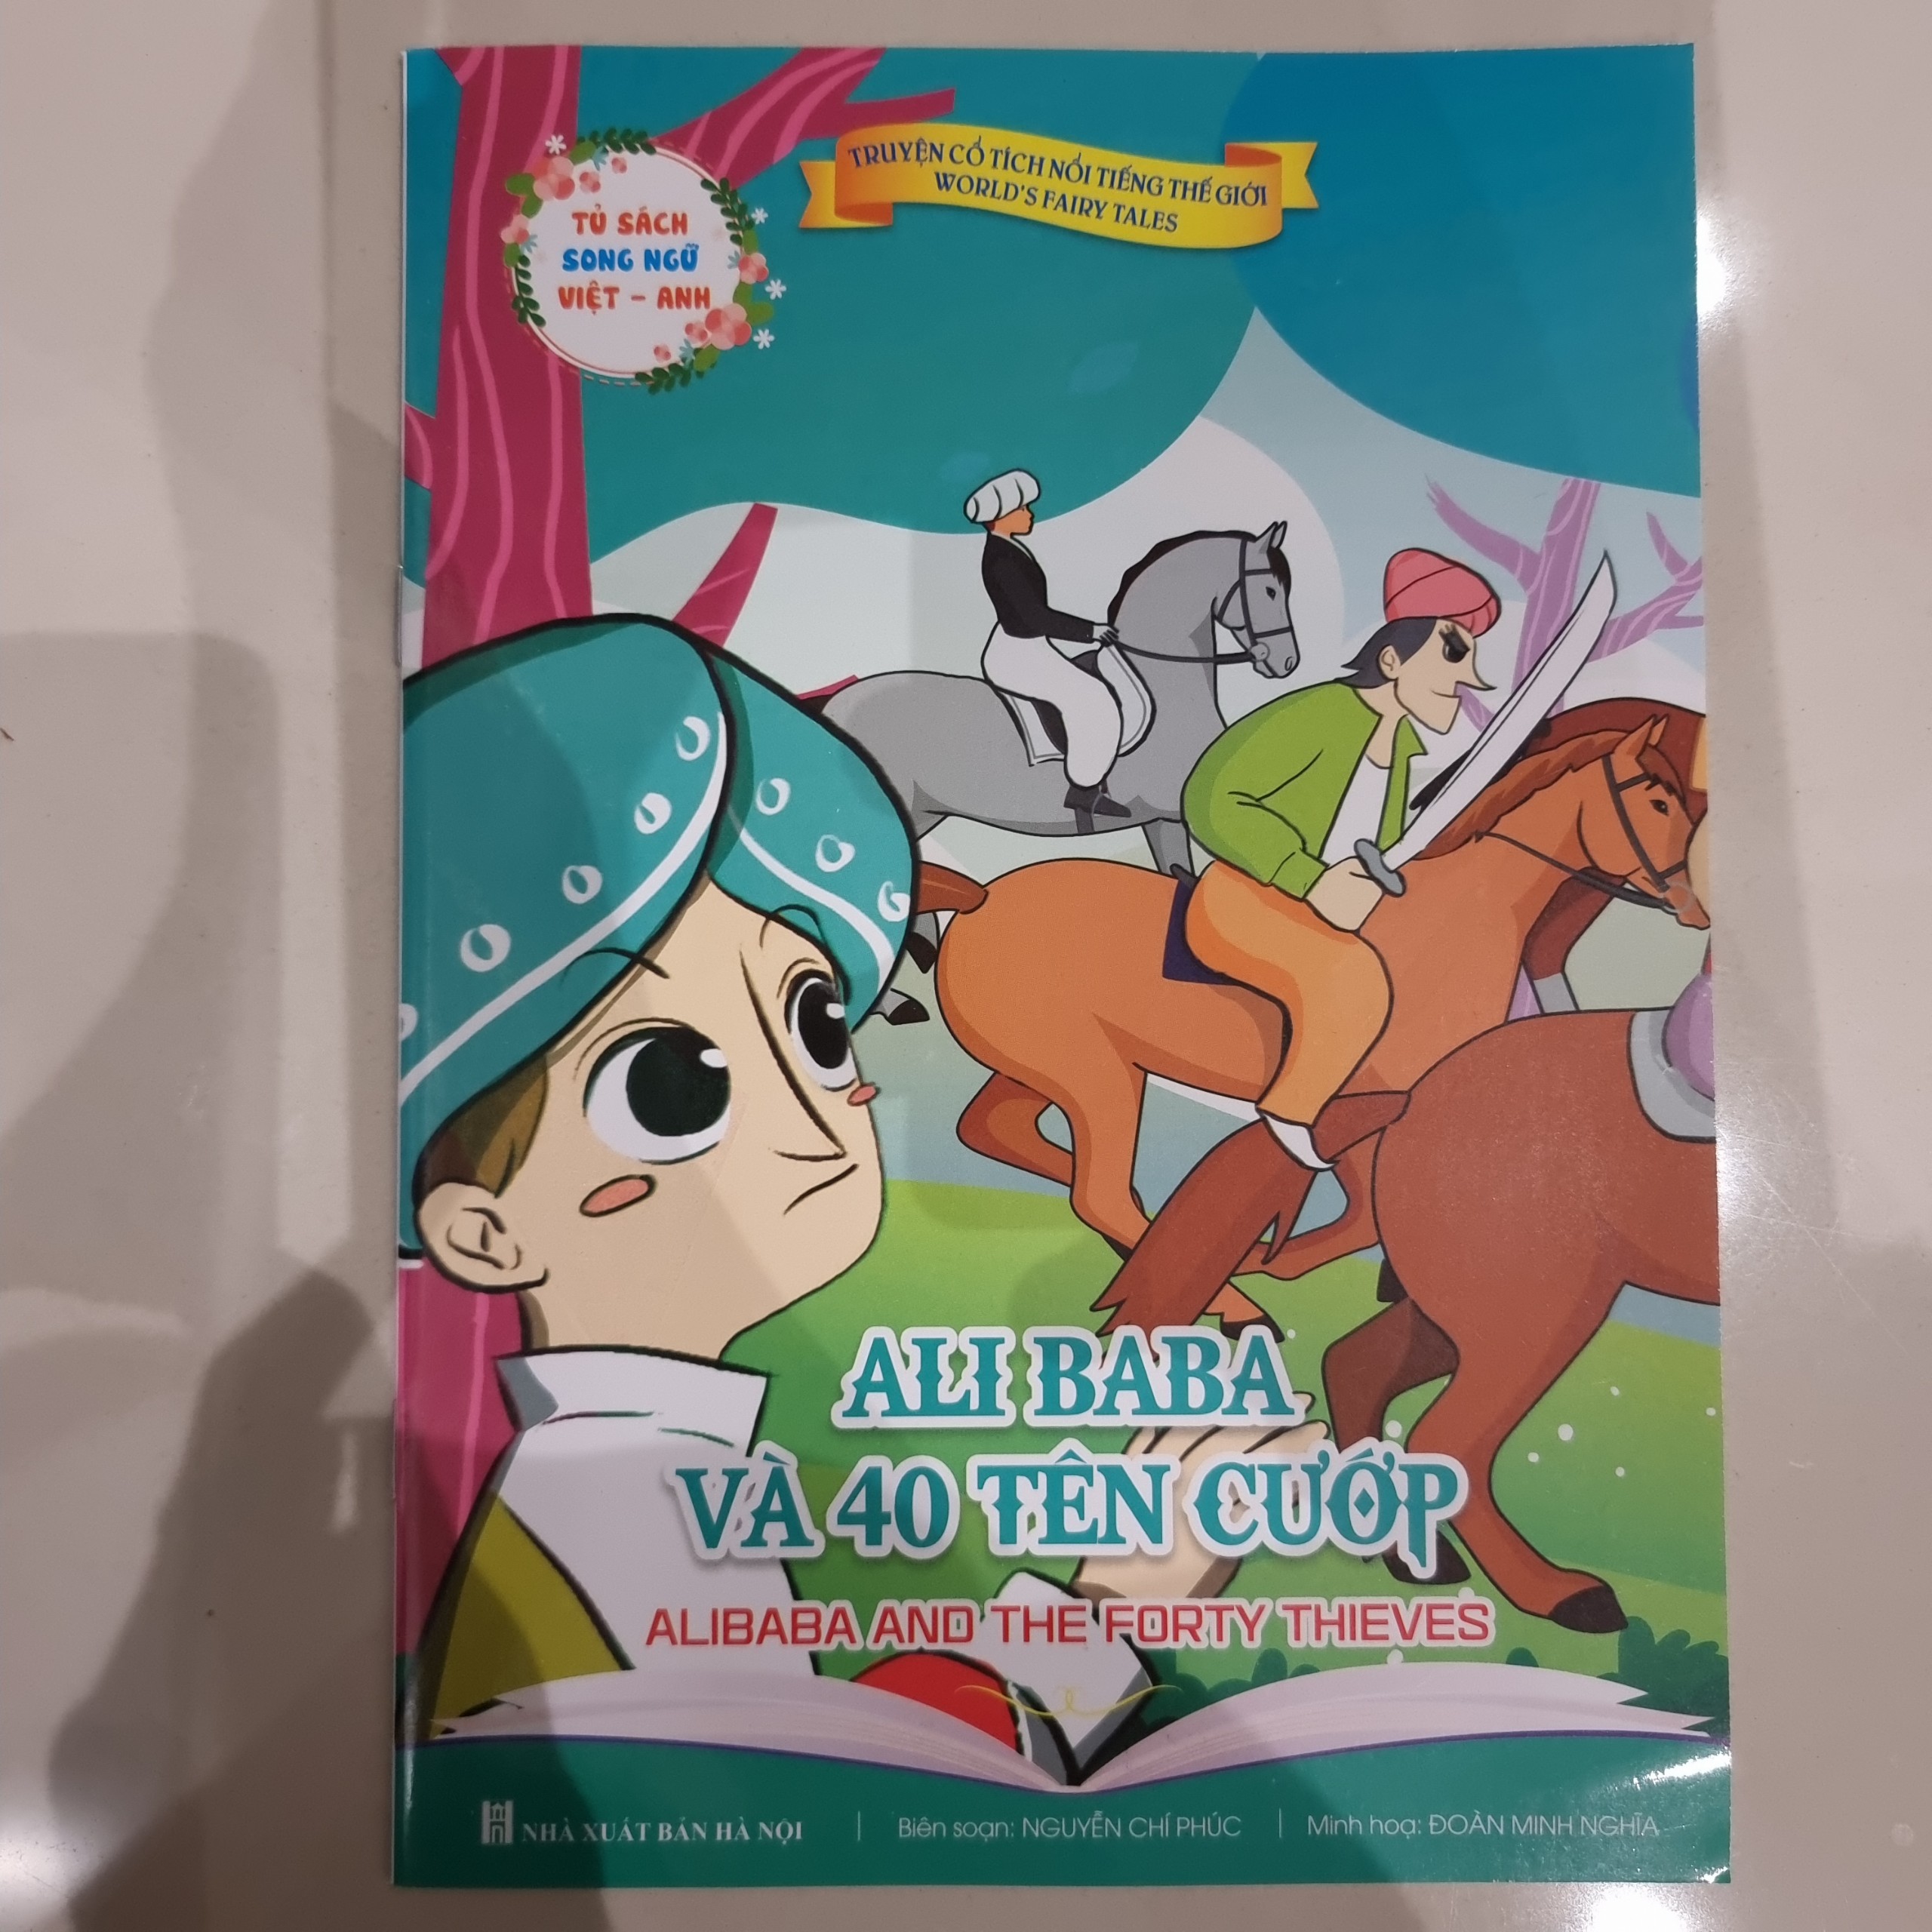 TRUYỆN CỔ TÍCH NỔI TIẾNG THẾ GIỚI
WORLD'S FAIRY TALES
TỦ SÁCH
SONG NGỮ
VIỆT - ANH
ALI BABA
VÀ 40 TÊN CƯỚP
ALIBABA AND THE FORTY THIEVES
NHÀ XUẤT BẢN HÀ NỘI
Biên soạn: NGUYỄN CHÍ PHÚC
Minh hoạ: ĐOÀN MINH NGHĨA